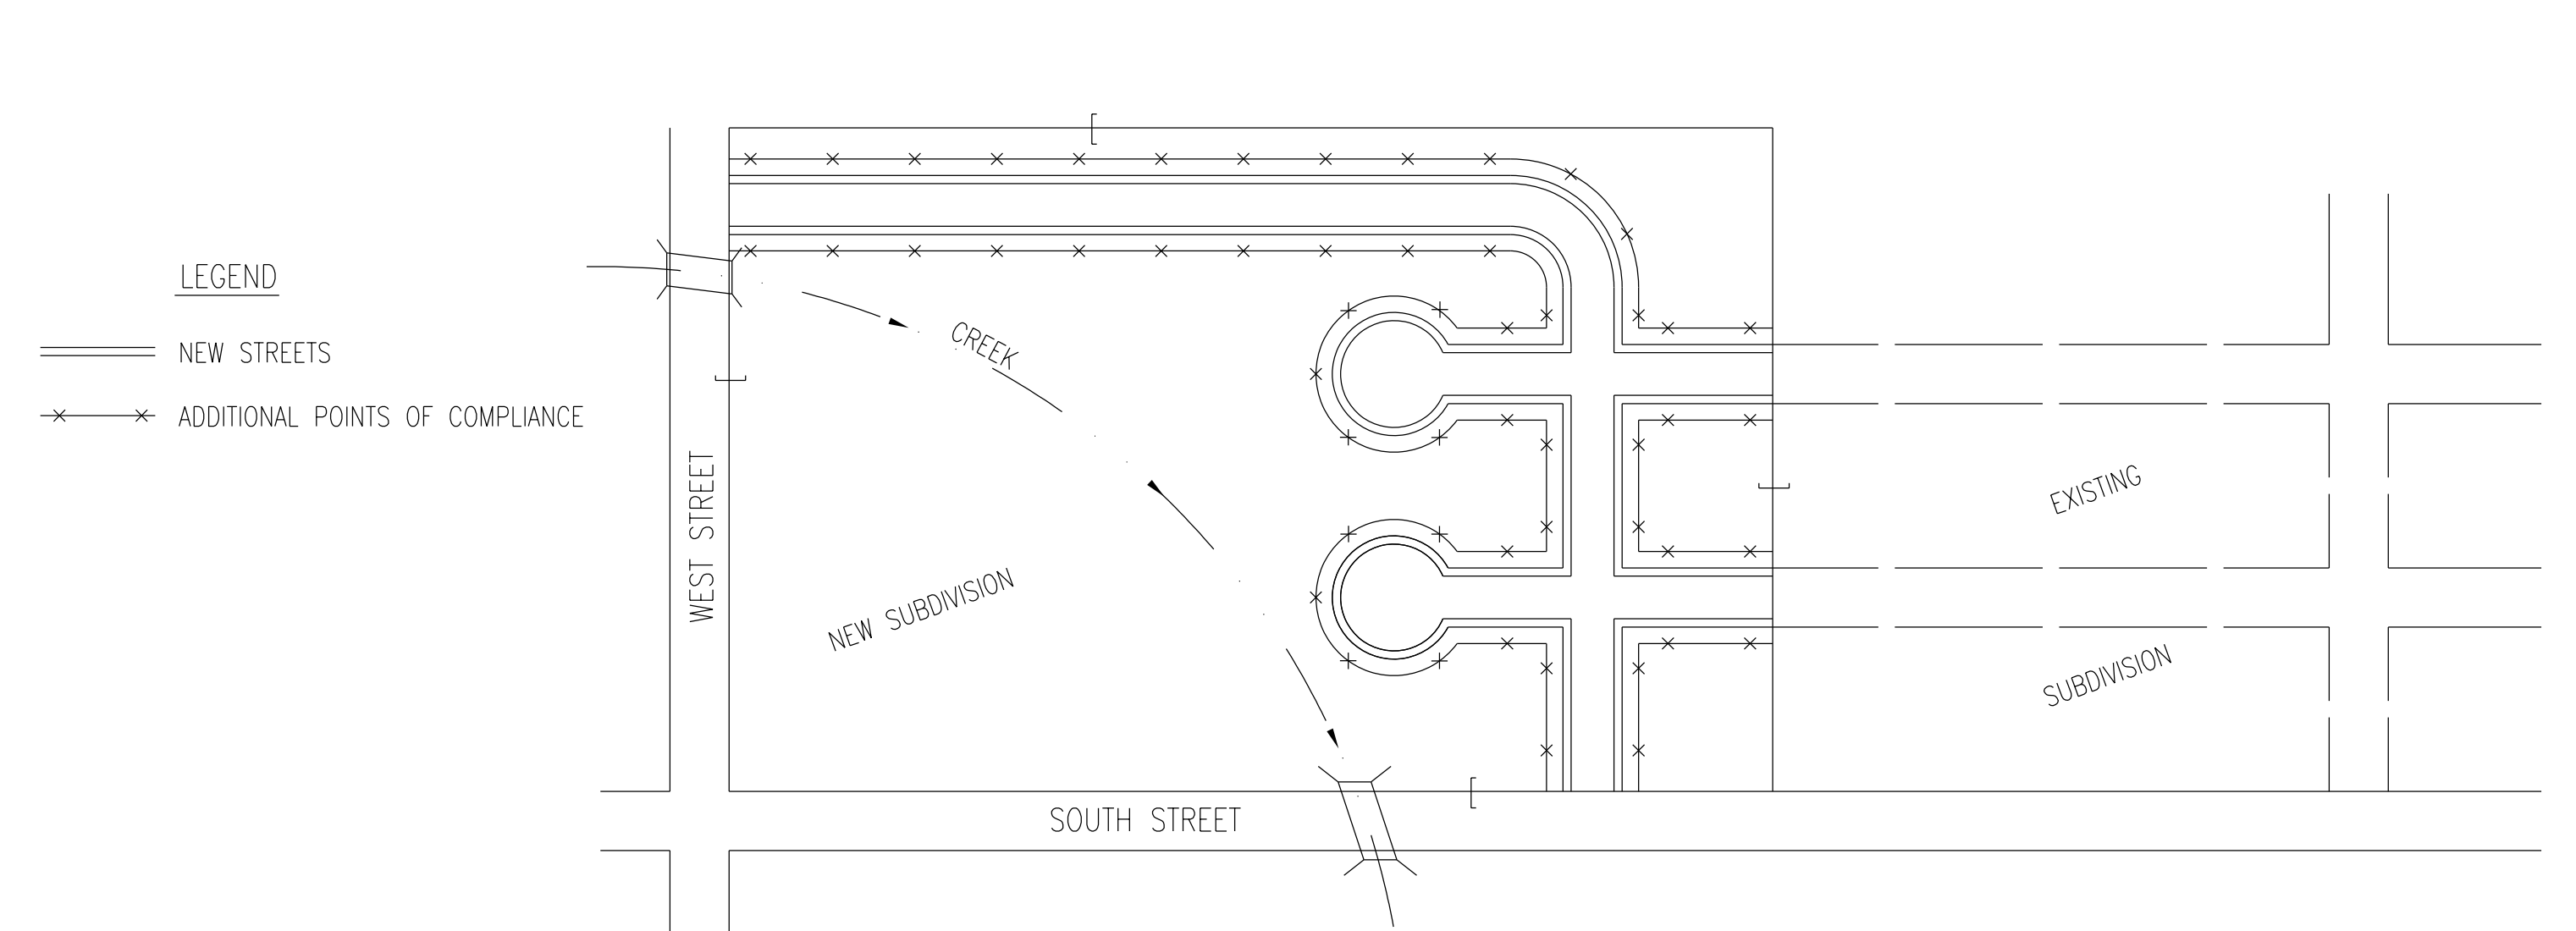 LEGEND
NEW STREETS
ADDITIONAL POINTS OF COMPLIANCE
WEST STREET
CREEK
NEW SUBDIVISION
SOUTH STREET
EXISTING
SUBDIVISION